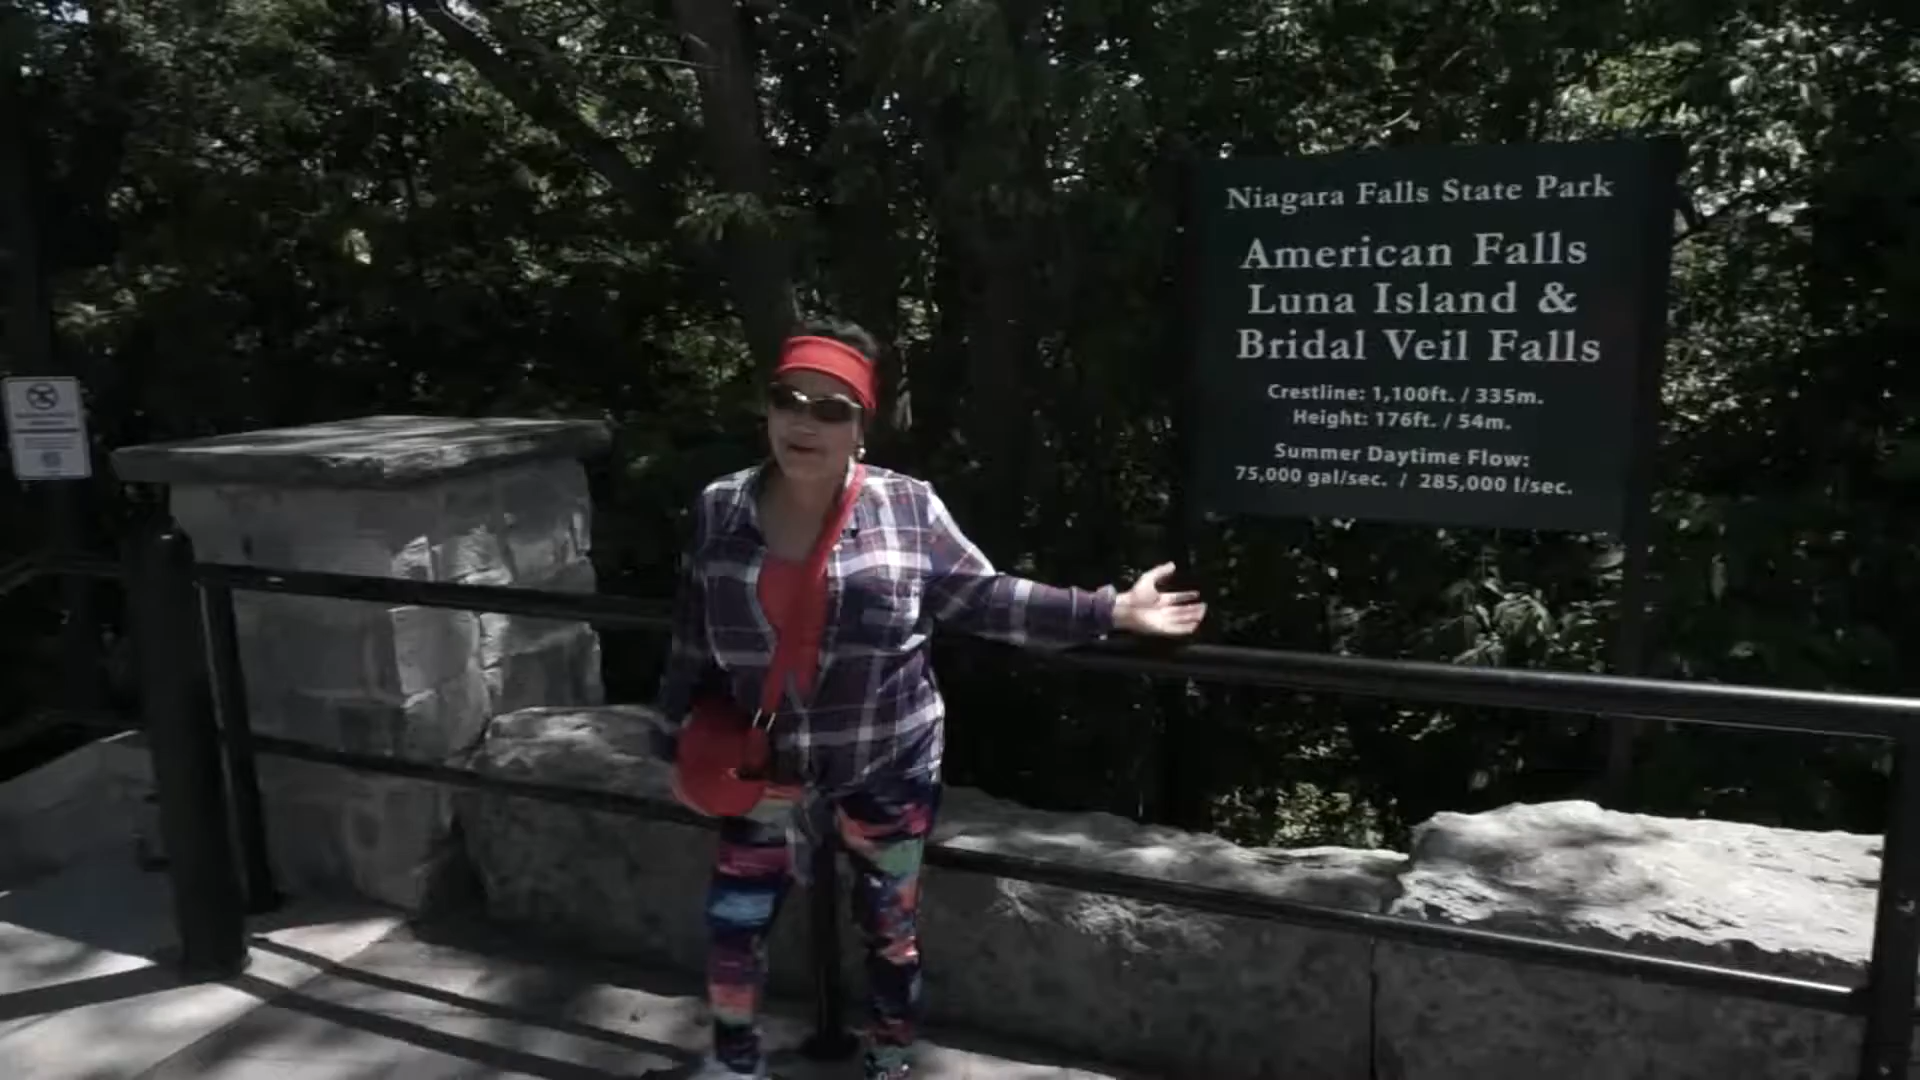 Niagara Falls State Park
American Falls
Luna Island &
Bridal Veil Falls
Crestline: 1,100ft. / 335m.
Height: 176ft. / 54m.
Summer Daytime Flow:
75,000 gal/sec. / 285,000 l/sec.